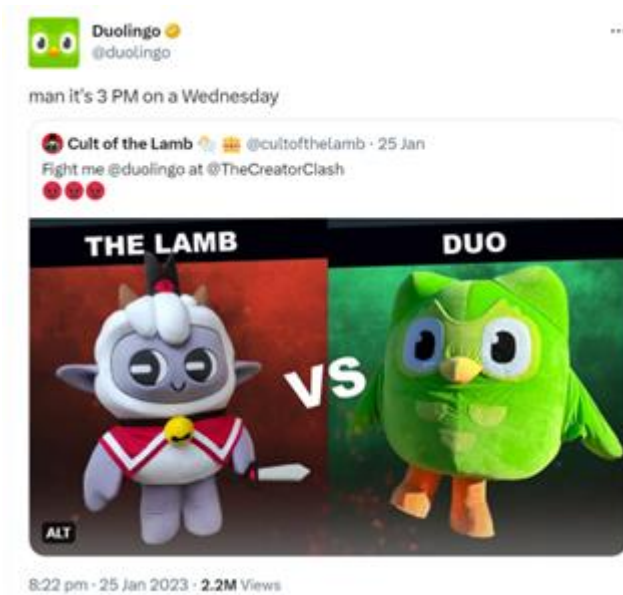 Duolingo
@duolingo
man it's 3 PM on a Wednesday
Cult of the Lamb @cultofthelamb · 25 Jan
Fight me @duolingo at @TheCreatorClash
THE LAMB
DUO
VS
ALT
8:22 pm · 25 Jan 2023 · 2.2M Views